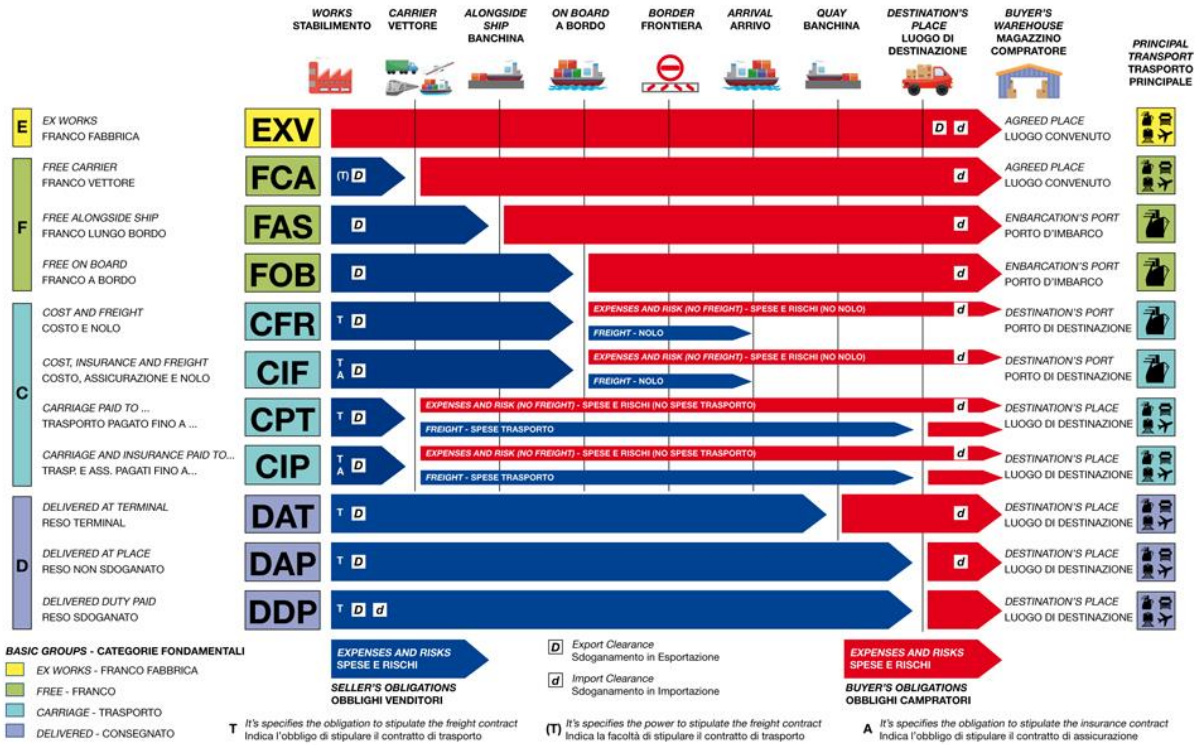 WORKS
STABILIMENTO
CARRIER
VETTORE
ALONGSIDE
SHIP
BANCHINA
ON BOARD
A BORDO
BORDER
FRONTIERA
ARRIVAL
ARRIVO
QUAY
BANCHINA
DESTINATION'S
PLACE
LUOGO DI
DESTINAZIONE
BUYER'S
WAREHOUSE
MAGAZZINO
COMPRATORE
PRINCIPAL
TRANSPORT
TRASPORTO
PRINCIPALE
E
EX WORKS
FRANCO FABBRICA
EXV
D d
AGREED PLACE
LUOGO CONVENUTO
F
FREE CARRIER
FRANCO VETTORE
FCA
(T) D
d
AGREED PLACE
LUOGO CONVENUTO
FREE ALONGSIDE SHIP
FRANCO LUNGO BORDO
FAS
D
d
ENBARCATION'S PORT
PORTO D'IMBARCO
FREE ON BOARD
FRANCO A BORDO
FOB
D
d
ENBARCATION'S PORT
PORTO D'IMBARCO
C
COST AND FREIGHT
COSTO E NOLO
CFR
T D
EXPENSES AND RISK (NO FREIGHT) - SPESE E RISCHI (NO NOLO)
d
FREIGHT - NOLO
DESTINATION'S PORT
PORTO DI DESTINAZIONE
COST, INSURANCE AND FREIGHT
COSTO, ASSICURAZIONE E NOLO
CIF
T
A D
EXPENSES AND RISK (NO FREIGHT) - SPESE E RISCHI (NO NOLO)
d
FREIGHT - NOLO
DESTINATION'S PORT
PORTO DI DESTINAZIONE
CARRIAGE PAID TO ...
TRASPORTO PAGATO FINO A ...
CPT
T D
EXPENSES AND RISK (NO FREIGHT) - SPESE E RISCHI (NO SPESE TRASPORTO)
d
FREIGHT - SPESE TRASPORTO
DESTINATION'S PLACE
LUOGO DI DESTINAZIONE
CARRIAGE AND INSURANCE PAID TO...
TRASP. E ASS. PAGATI FINO A...
CIP
T
A D
EXPENSES AND RISK (NO FREIGHT) - SPESE E RISCHI (NO SPESE TRASPORTO)
d
FREIGHT - SPESE TRASPORTO
DESTINATION'S PLACE
LUOGO DI DESTINAZIONE
D
DELIVERED AT TERMINAL
RESO TERMINAL
DAT
T D
d
DESTINATION'S PLACE
LUOGO DI DESTINAZIONE
DELIVERED AT PLACE
RESO NON SDOGANATO
DAP
T D
d
DESTINATION'S PLACE
LUOGO DI DESTINAZIONE
DELIVERED DUTY PAID
RESO SDOGANATO
DDP
T D d
DESTINATION'S PLACE
LUOGO DI DESTINAZIONE
BASIC GROUPS - CATEGORIE FONDAMENTALI
EX WORKS - FRANCO FABBRICA
FREE - FRANCO
CARRIAGE - TRASPORTO
DELIVERED - CONSEGNATO
EXPENSES AND RISKS
SPESE E RISCHI
SELLER'S OBLIGATIONS
OBBLIGHI VENDITORI
D Export Clearance
Sdoganamento in Esportazione
d Import Clearance
Sdoganamento in Importazione
EXPENSES AND RISKS
SPESE E RISCHI
BUYER'S OBLIGATIONS
OBBLIGHI CAMPRATORI
T It's specifies the obligation to stipulate the freight contract
Indica l'obbligo di stipulare il contratto di trasporto
(T) It's specifies the power to stipulate the freight contract
Indica la facoltà di stipulare il contratto di trasporto
A It's specifies the obligation to stipulate the insurance contract
Indica l'obbligo di stipulare il contratto di assicurazione